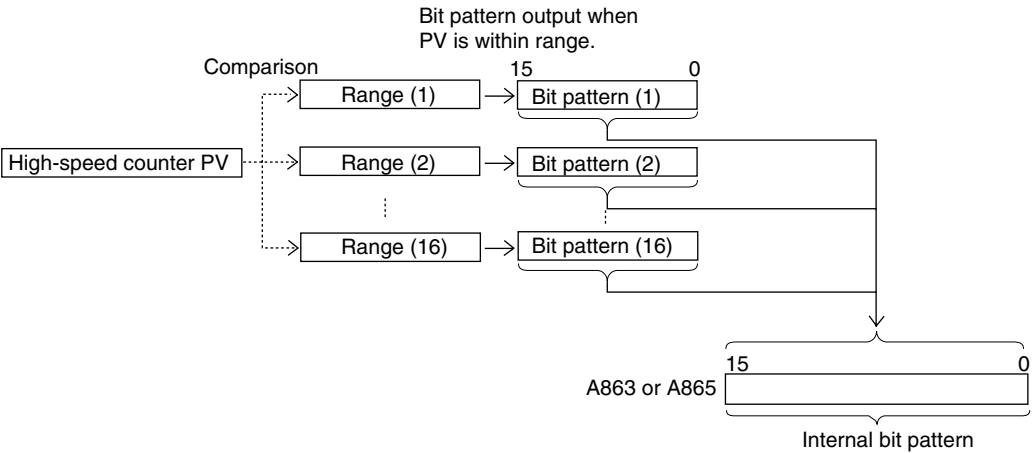 Bit pattern output when
PV is within range.
Comparison
15 0
Range (1) Bit pattern (1)
High-speed counter PV Range (2) Bit pattern (2)
Range (16) Bit pattern (16)
15 0
A863 or A865
Internal bit pattern